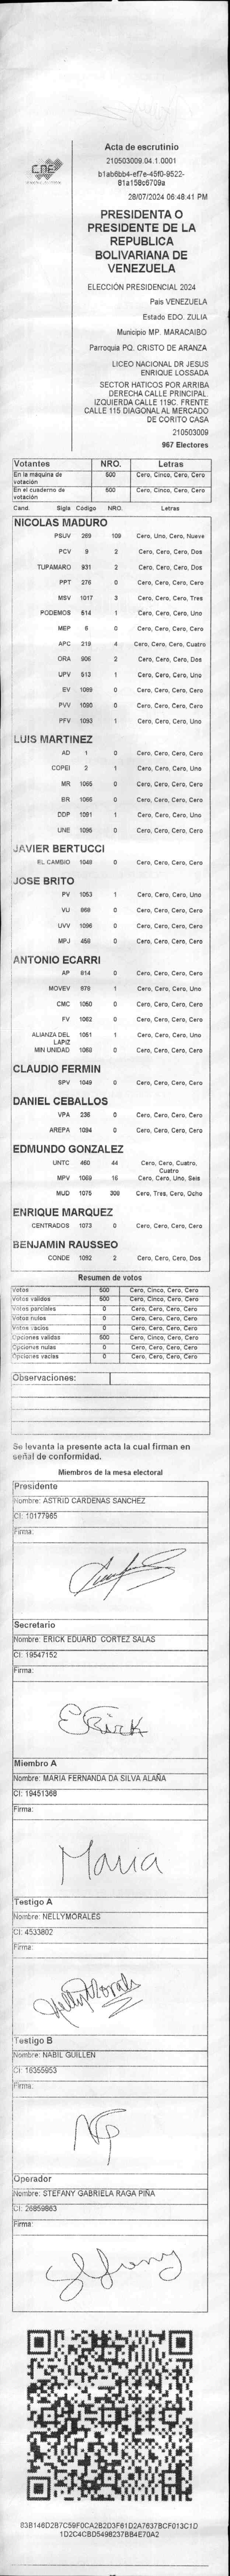 CNE
Acta de escrutinio
210503009.04.1.0001
b1ab6bb4-ef7e-45f0-9522-
81a158c6709a
28/07/2024 06:48:41 PM
PRESIDENTA O
PRESIDENTE DE LA
REPUBLICA
BOLIVARIANA DE
VENEZUELA
ELECCIÓN PRESIDENCIAL 2024
País VENEZUELA
Estado EDO. ZULIA
Municipio MP. MARACAIBO
Parroquia PQ. CRISTO DE ARANZA
LICEO NACIONAL DR JESUS
ENRIQUE LOSSADA
SECTOR HATICOS POR ARRIBA
DERECHA CALLE PRINCIPAL.
IZQUIERDA CALLE 119C. FRENTE
CALLE 115 DIAGONAL AL MERCADO
DE CORITO CASA
210503009
967 Electores
Votantes NRO. Letras
En la máquina de votación 500 Cero, Cinco, Cero, Cero
En el cuaderno de votación 500 Cero, Cinco, Cero, Cero
Cand. Sigla Codigo NRO. Letras
NICOLAS MADURO
PSUV 269 109 Cero, Uno, Cero, Nueve
PCV 9 2 Cero, Cero, Cero, Dos
TUPAMARO 931 2 Cero, Cero, Cero, Dos
PPT 276 0 Cero, Cero, Cero, Cero
MSV 1017 3 Cero, Cero, Cero, Tres
PODEMOS 514 1 Cero, Cero, Cero, Uno
MEP 6 0 Cero, Cero, Cero, Cero
APC 219 4 Cero, Cero, Cero, Cuatro
ORA 906 2 Cero, Cero, Cero, Dos
UPV 513 1 Cero, Cero, Cero, Uno
EV 1089 0 Cero, Cero, Cero, Cero
PVV 1090 0 Cero, Cero, Cero, Cero
PFV 1093 1 Cero, Cero, Cero, Uno
LUIS MARTINEZ
AD 1 0 Cero, Cero, Cero, Cero
COPEI 2 1 Cero, Cero, Cero, Uno
MR 1065 0 Cero, Cero, Cero, Cero
BR 1066 0 Cero, Cero, Cero, Cero
DDP 1091 1 Cero, Cero, Cero, Uno
UNE 1095 0 Cero, Cero, Cero, Cero
JAVIER BERTUCCI
EL CAMBIO 1048 0 Cero, Cero, Cero, Cero
JOSE BRITO
PV 1053 1 Cero, Cero, Cero, Uno
VU 968 0 Cero, Cero, Cero, Cero
UVV 1096 0 Cero, Cero, Cero, Cero
MPJ 458 0 Cero, Cero, Cero, Cero
ANTONIO ECARRI
AP 914 0 Cero, Cero, Cero, Cero
MOVEV 978 1 Cero, Cero, Cero, Uno
CMC 1050 0 Cero, Cero, Cero, Cero
FV 1062 0 Cero, Cero, Cero, Cero
ALIANZA DEL LAPIZ 1051 1 Cero, Cero, Cero, Uno
MIN UNIDAD 1068 0 Cero, Cero, Cero, Cero
CLAUDIO FERMIN
SPV 1049 0 Cero, Cero, Cero, Cero
DANIEL CEBALLOS
VPA 236 0 Cero, Cero, Cero, Cero
AREPA 1094 0 Cero, Cero, Cero, Cero
EDMUNDO GONZALEZ
UNTC 460 44 Cero, Cero, Cuatro, Cuatro
MPV 1069 16 Cero, Cero, Uno, Seis
MUD 1075 308 Cero, Tres, Cero, Ocho
ENRIQUE MARQUEZ
CENTRADOS 1073 0 Cero, Cero, Cero, Cero
BENJAMIN RAUSSEO
CONDE 1092 2 Cero, Cero, Cero, Dos
Resumen de votos
Votos 500 Cero, Cinco, Cero, Cero
Votos validos 500 Cero, Cinco, Cero, Cero
Votos parciales 0 Cero, Cero, Cero, Cero
Votos nulos 0 Cero, Cero, Cero, Cero
Votos vacios 0 Cero, Cero, Cero, Cero
Opciones validas 500 Cero, Cinco, Cero, Cero
Opciones nulas 0 Cero, Cero, Cero, Cero
Opciones vacias 0 Cero, Cero, Cero, Cero
Observaciones:
Se levanta la presente acta la cual firman en
señal de conformidad.
Miembros de la mesa electoral
Presidente
Nombre: ASTRID CARDENAS SANCHEZ
CI: 10177965
Firma:
Secretario
Nombre: ERICK EDUARD CORTEZ SALAS
CI: 19547152
Firma:
Erick
Miembro A
Nombre: MARIA FERNANDA DA SILVA ALAÑA
CI: 19451368
Firma:
Maria
Testigo A
Nombre: NELLYMORALES
CI: 4533802
Firma:
Nelly Morales
Testigo B
Nombre: NABIL GUILLEN
CI: 16355953
Firma:
Operador
Nombre: STEFANY GABRIELA RAGA PIÑA
CI: 26859863
Firma:
83B146D2B7C59F0CA2B2D3F61D2A7637BCF013C1D
1D2C4CBD5498237BB4E70A2